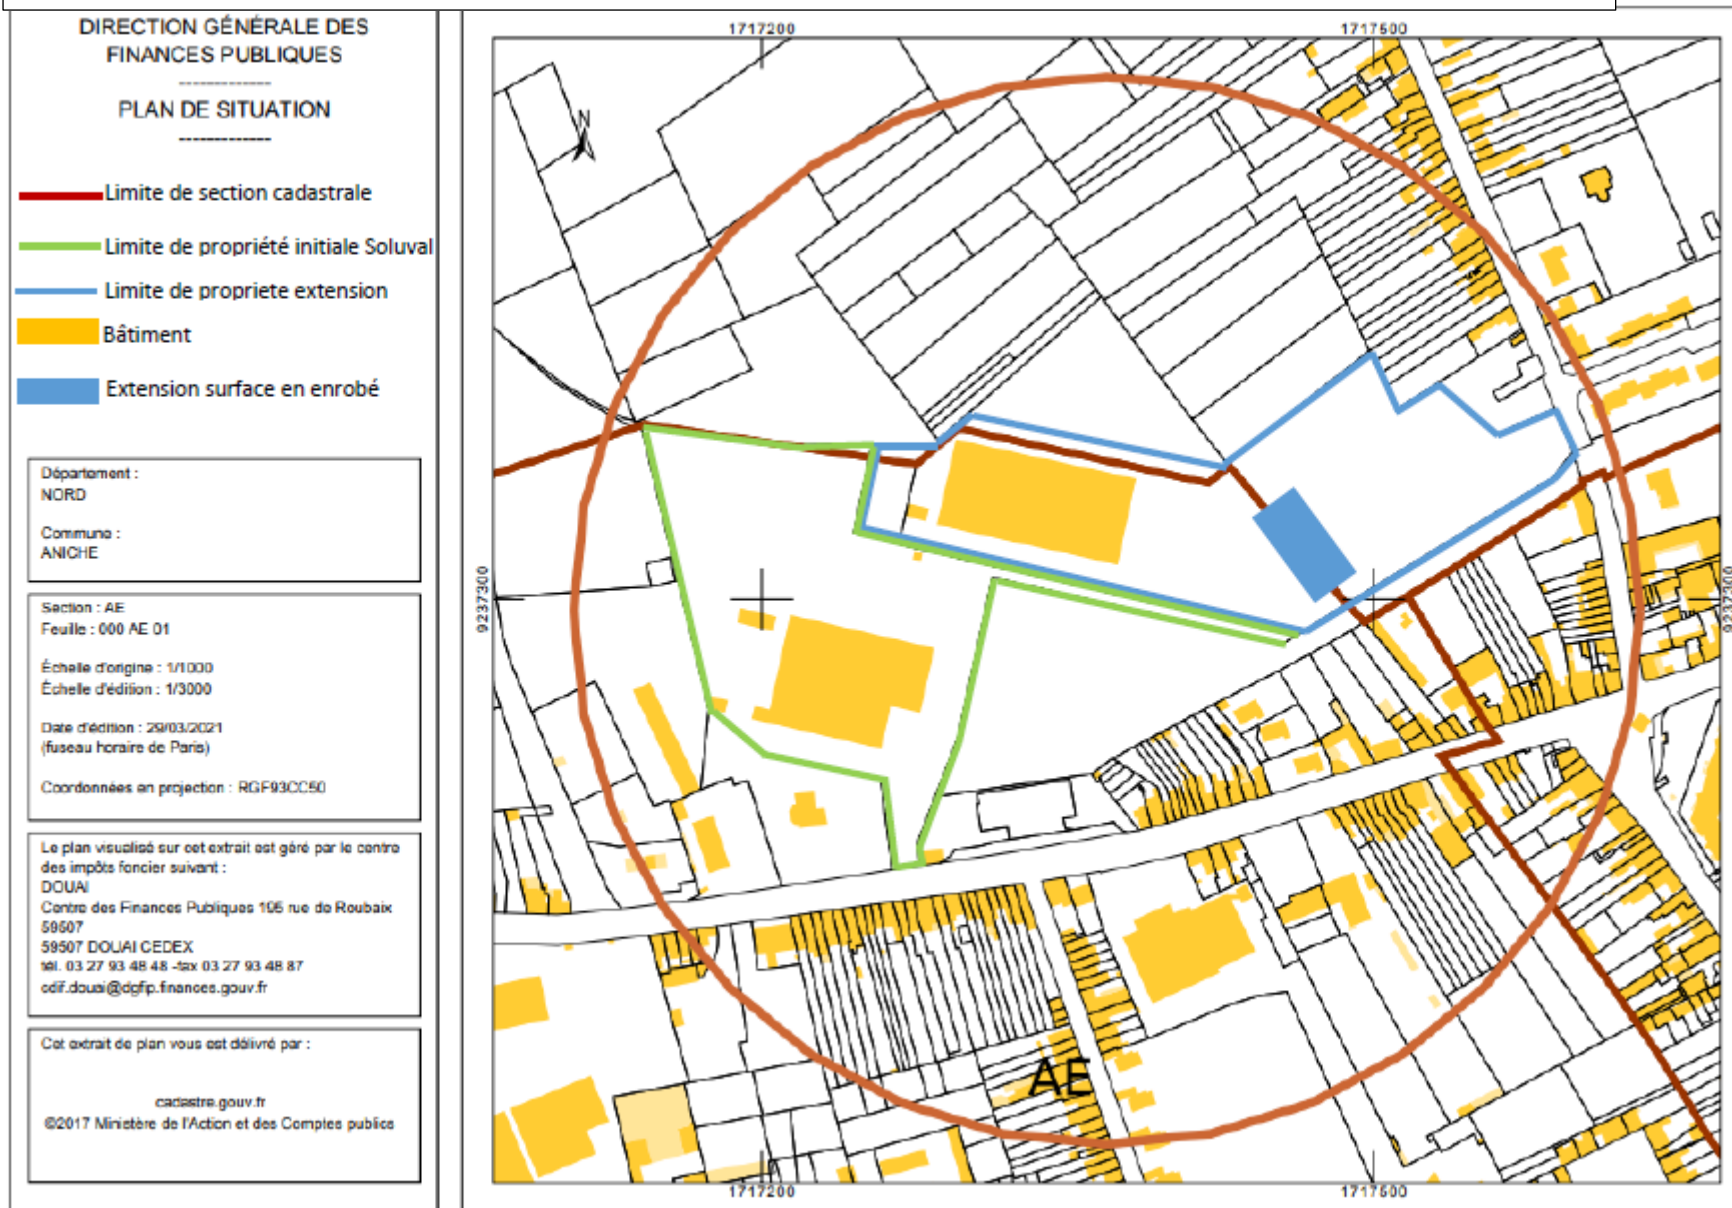 DIRECTION GÉNÉRALE DES
FINANCES PUBLIQUES
-------------
PLAN DE SITUATION
-------------
Limite de section cadastrale
Limite de propriété initiale Soluval
Limite de propriete extension
Bâtiment
Extension surface en enrobé
Département :
NORD
Commune :
ANICHE
Section : AE
Feuille : 000 AE 01
Échelle d'origine : 1/1000
Échelle d'édition : 1/3000
Date d'édition : 29/03/2021
(fuseau horaire de Paris)
Coordonnées en projection : RGF93CC50
Le plan visualisé sur cet extrait est géré par le centre
des impôts foncier suivant :
DOUAI
Centre des Finances Publiques 195 rue de Roubaix
59507
59507 DOUAI CEDEX
tél. 03 27 93 48 48 -fax 03 27 93 48 87
cdif.douai@dgfip.finances.gouv.fr
Cet extrait de plan vous est délivré par :
cadastre.gouv.fr
©2017 Ministère de l'Action et des Comptes publics
1717200
1717500
N
9237300
9237300
AE
1717200
1717500